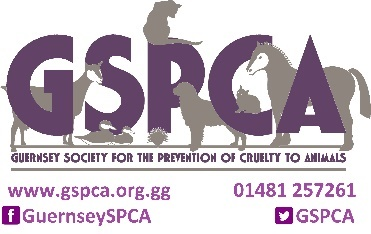 GSPCA
GUERNSEY SOCIETY FOR THE PREVENTION OF CRUELTY TO ANIMALS
www.gspca.org.gg 01481 257261
GuernseySPCA GSPCA